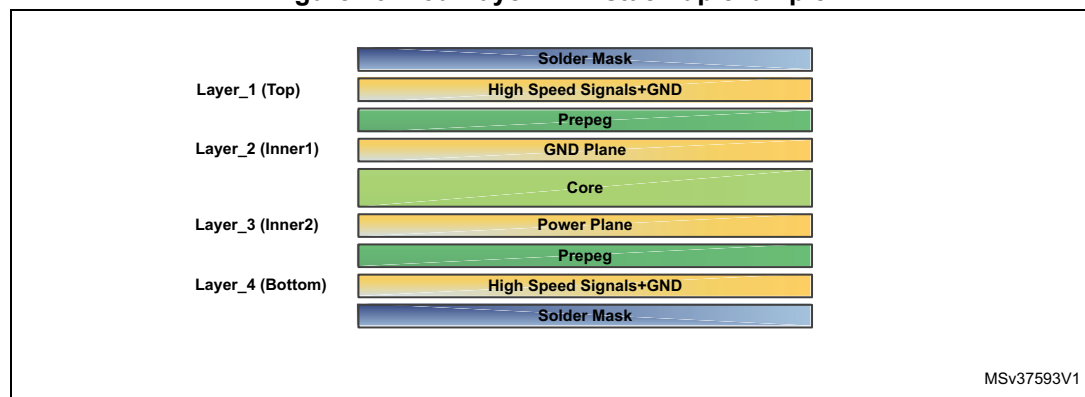 Solder Mask
Layer_1 (Top) High Speed Signals+GND
Prepeg
Layer_2 (Inner1) GND Plane
Core
Layer_3 (Inner2) Power Plane
Prepeg
Layer_4 (Bottom) High Speed Signals+GND
Solder Mask
MSv37593V1